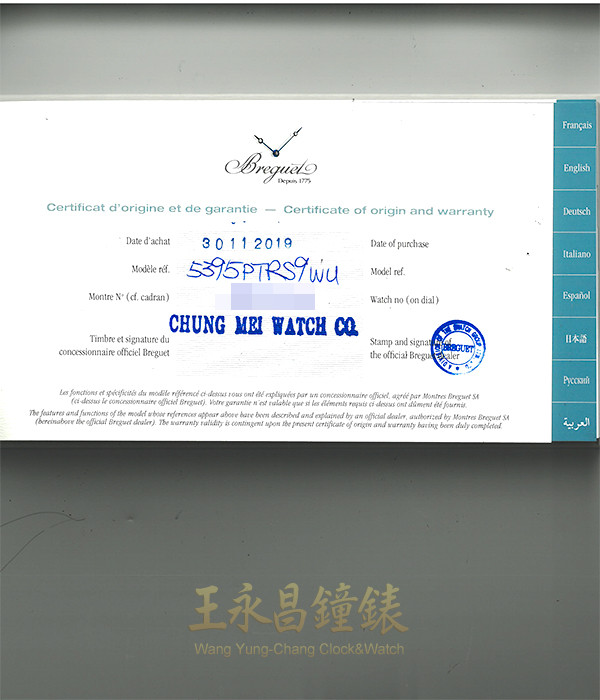 Breguet
Depuis 1775
Certificat d'origine et de garantie — Certificate of origin and warranty
Date d'achat 30 11 2019 Date of purchase
Modèle réf. 5395PTRS9WU Model ref.
Montre N° (cf. cadran) Watch no (on dial)
CHUNG MEI WATCH CO.
Timbre et signature du concessionnaire officiel Breguet
Stamp and signature of the official Breguet dealer
BREGUET
Les fonctions et spécificités du modèle référencé ci-dessus vous ont été expliquées par un concessionnaire officiel, agréé par Montres Breguet SA
(ci-dessus le concessionnaire officiel Breguet). Votre garantie n'est valable que si les éléments requis ci-dessus ont dûment été fournis.
The features and functions of the model whose references appear above have been described and explained by an official dealer, authorized by Montres Breguet SA
(hereinabove the official Breguet dealer). The warranty validity is contingent upon the present certificate of origin and warranty having been duly completed.
Français
English
Deutsch
Italiano
Español
日本語
Русский
العربية
王永昌鐘錶
Wang Yung-Chang Clock&Watch